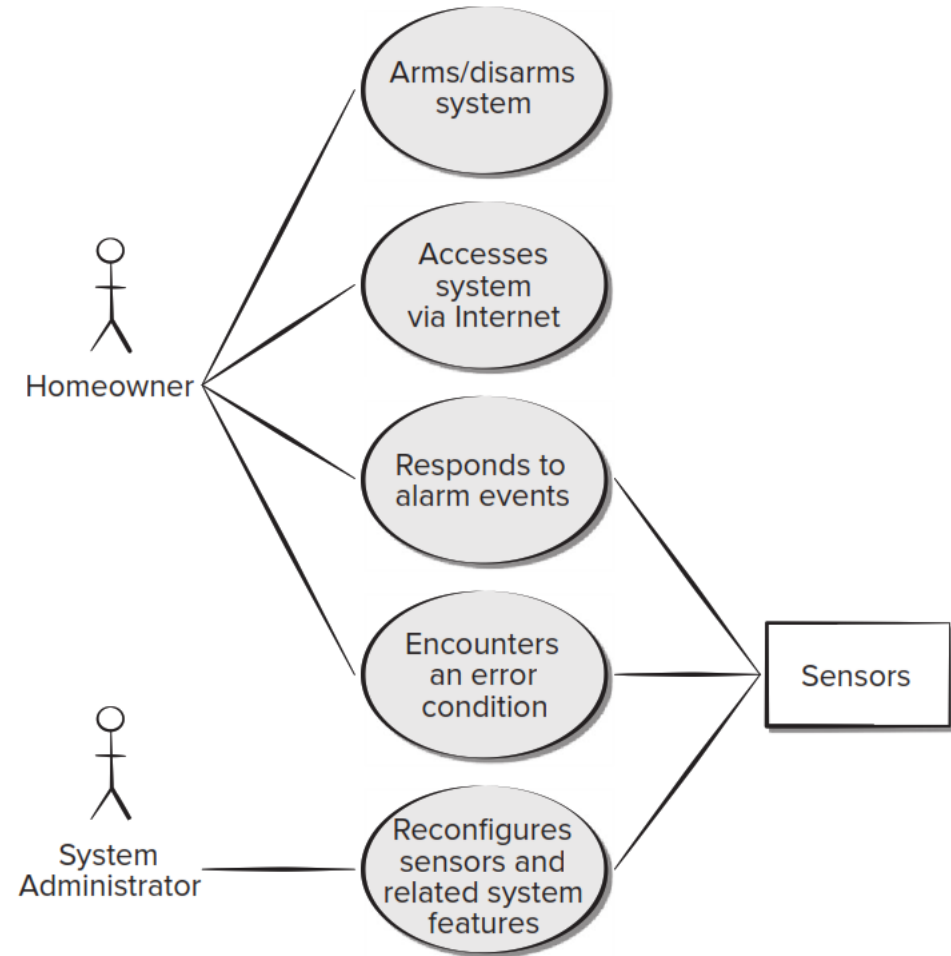 Arms/disarms
system
Accesses
system
via Internet
Homeowner
Responds to
alarm events
Encounters
an error
condition
Sensors
System
Administrator
Reconfigures
sensors and
related system
features